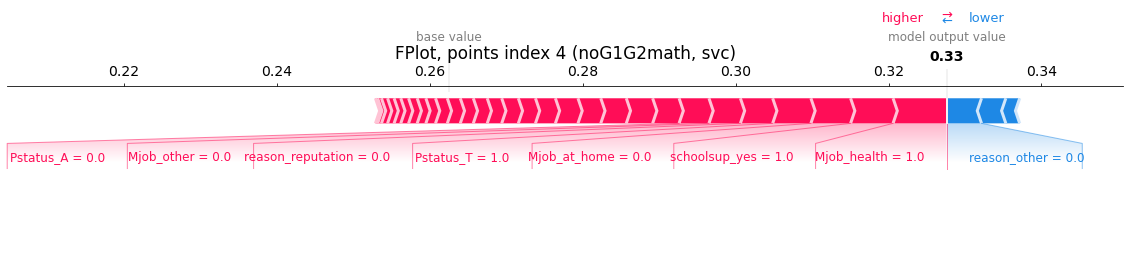 higher ⇄ lower
base value model output value
FPlot, points index 4 (noG1G2math, svc) 0.33
0.22 0.24 0.26 0.28 0.30 0.32 0.34
Pstatus_A = 0.0 Mjob_other = 0.0 reason_reputation = 0.0 Pstatus_T = 1.0 Mjob_at_home = 0.0 schoolsup_yes = 1.0 Mjob_health = 1.0 reason_other = 0.0